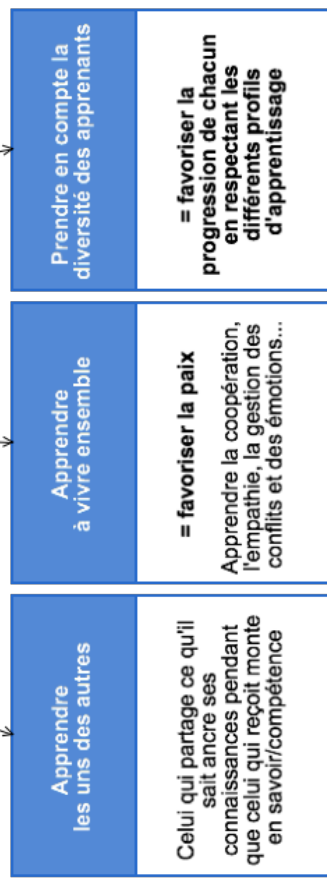 Apprendre
les uns des autres
Celui qui partage ce qu'il
sait ancre ses
connaissances pendant
que celui qui reçoit monte
en savoir/compétence
Apprendre
à vivre ensemble
= favoriser la paix
Apprendre la coopération,
l'empathie, la gestion des
conflits et des émotions...
Prendre en compte la
diversité des apprenants
= favoriser la
progression de chacun
en respectant les
différents profils
d'apprentissage